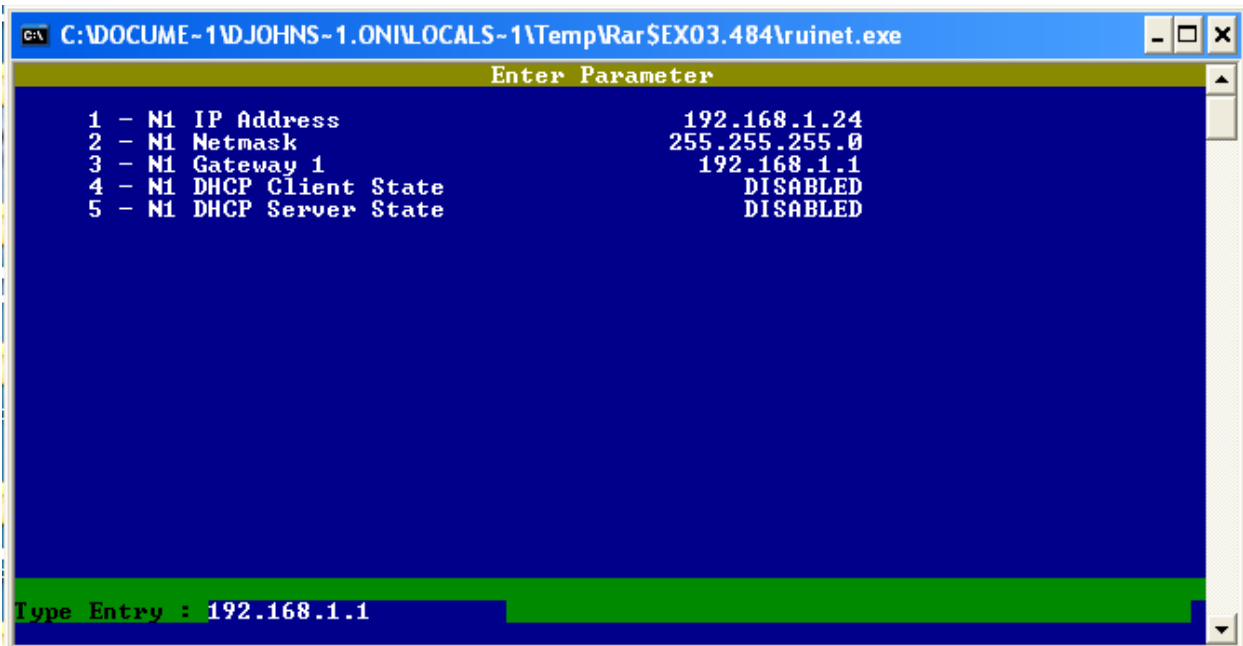 C:\DOCUME~1\DJOHNS~1.ONI\LOCALS~1\Temp\Rar$EX03.484\ruinet.exe
Enter Parameter
1 - N1 IP Address 192.168.1.24
2 - N1 Netmask 255.255.255.0
3 - N1 Gateway 1 192.168.1.1
4 - N1 DHCP Client State DISABLED
5 - N1 DHCP Server State DISABLED
Type Entry : 192.168.1.1